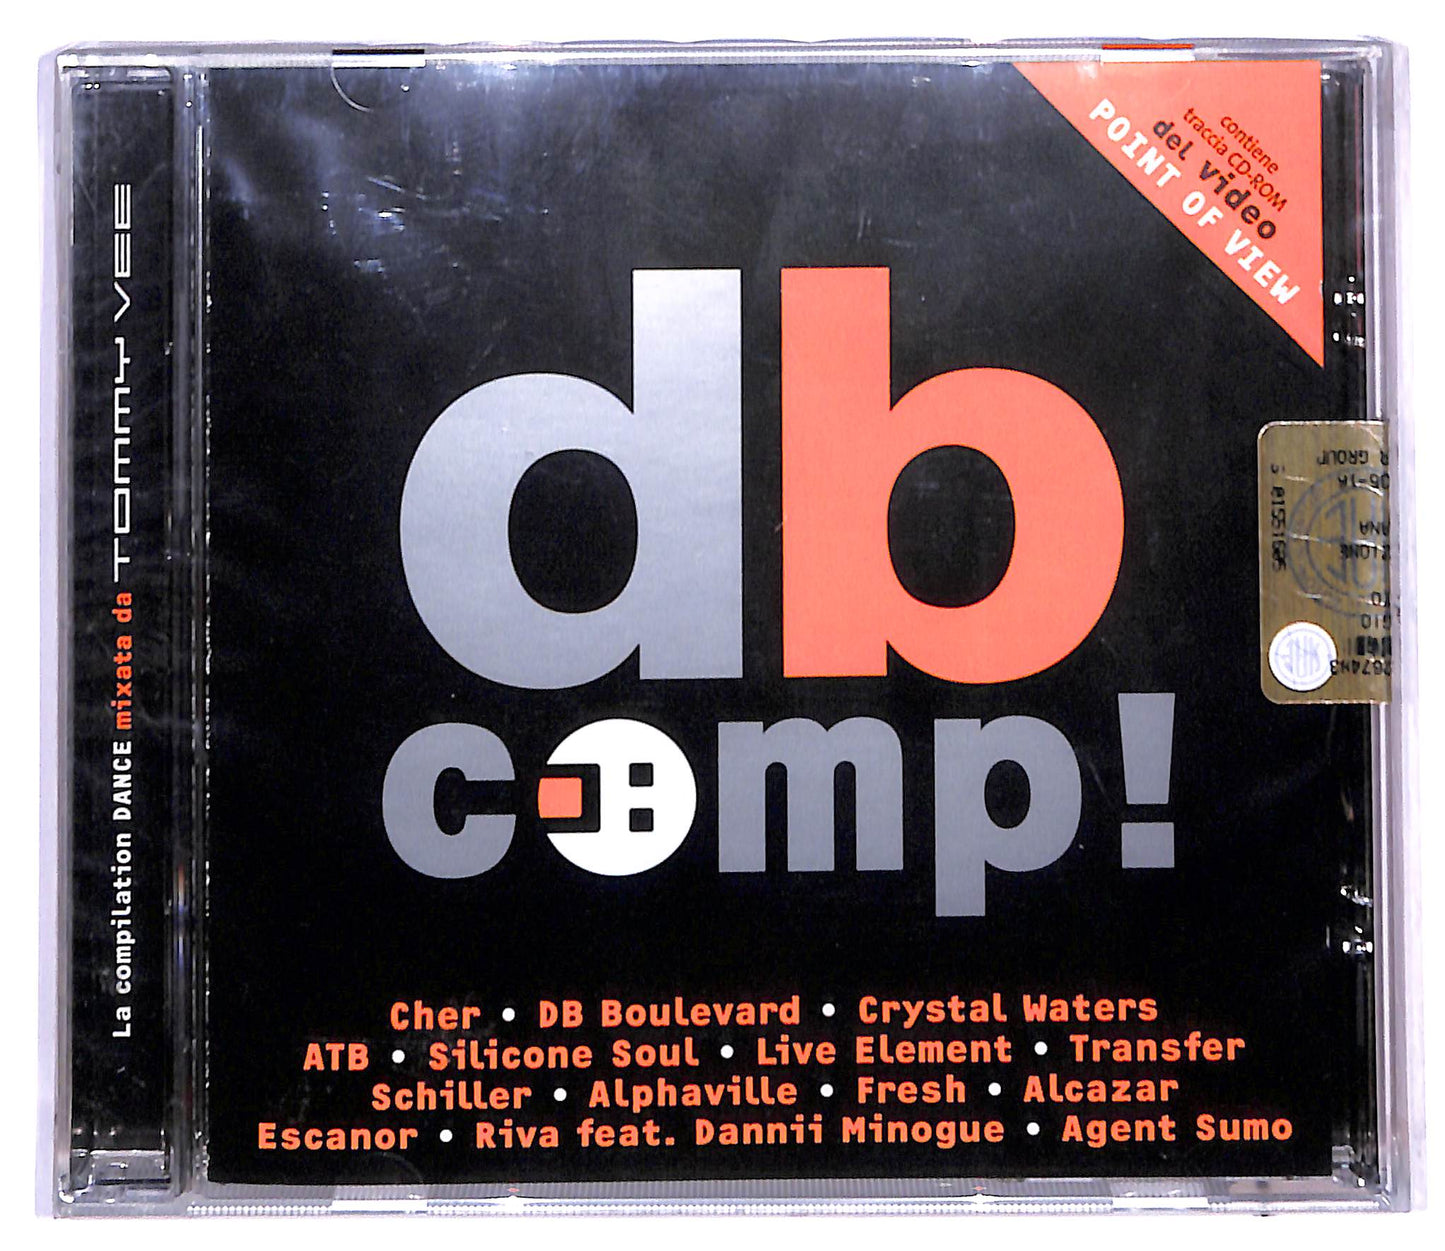 La compilation DANCE mixata da TOMMY VEE
contiene
traccia CD-ROM
del video
POINT OF VIEW
db
comp!
Cher • DB Boulevard • Crystal Waters
ATB • Silicone Soul • Live Element • Transfer
Schiller • Alphaville • Fresh • Alcazar
Escanor • Riva feat. Dannii Minogue • Agent Sumo